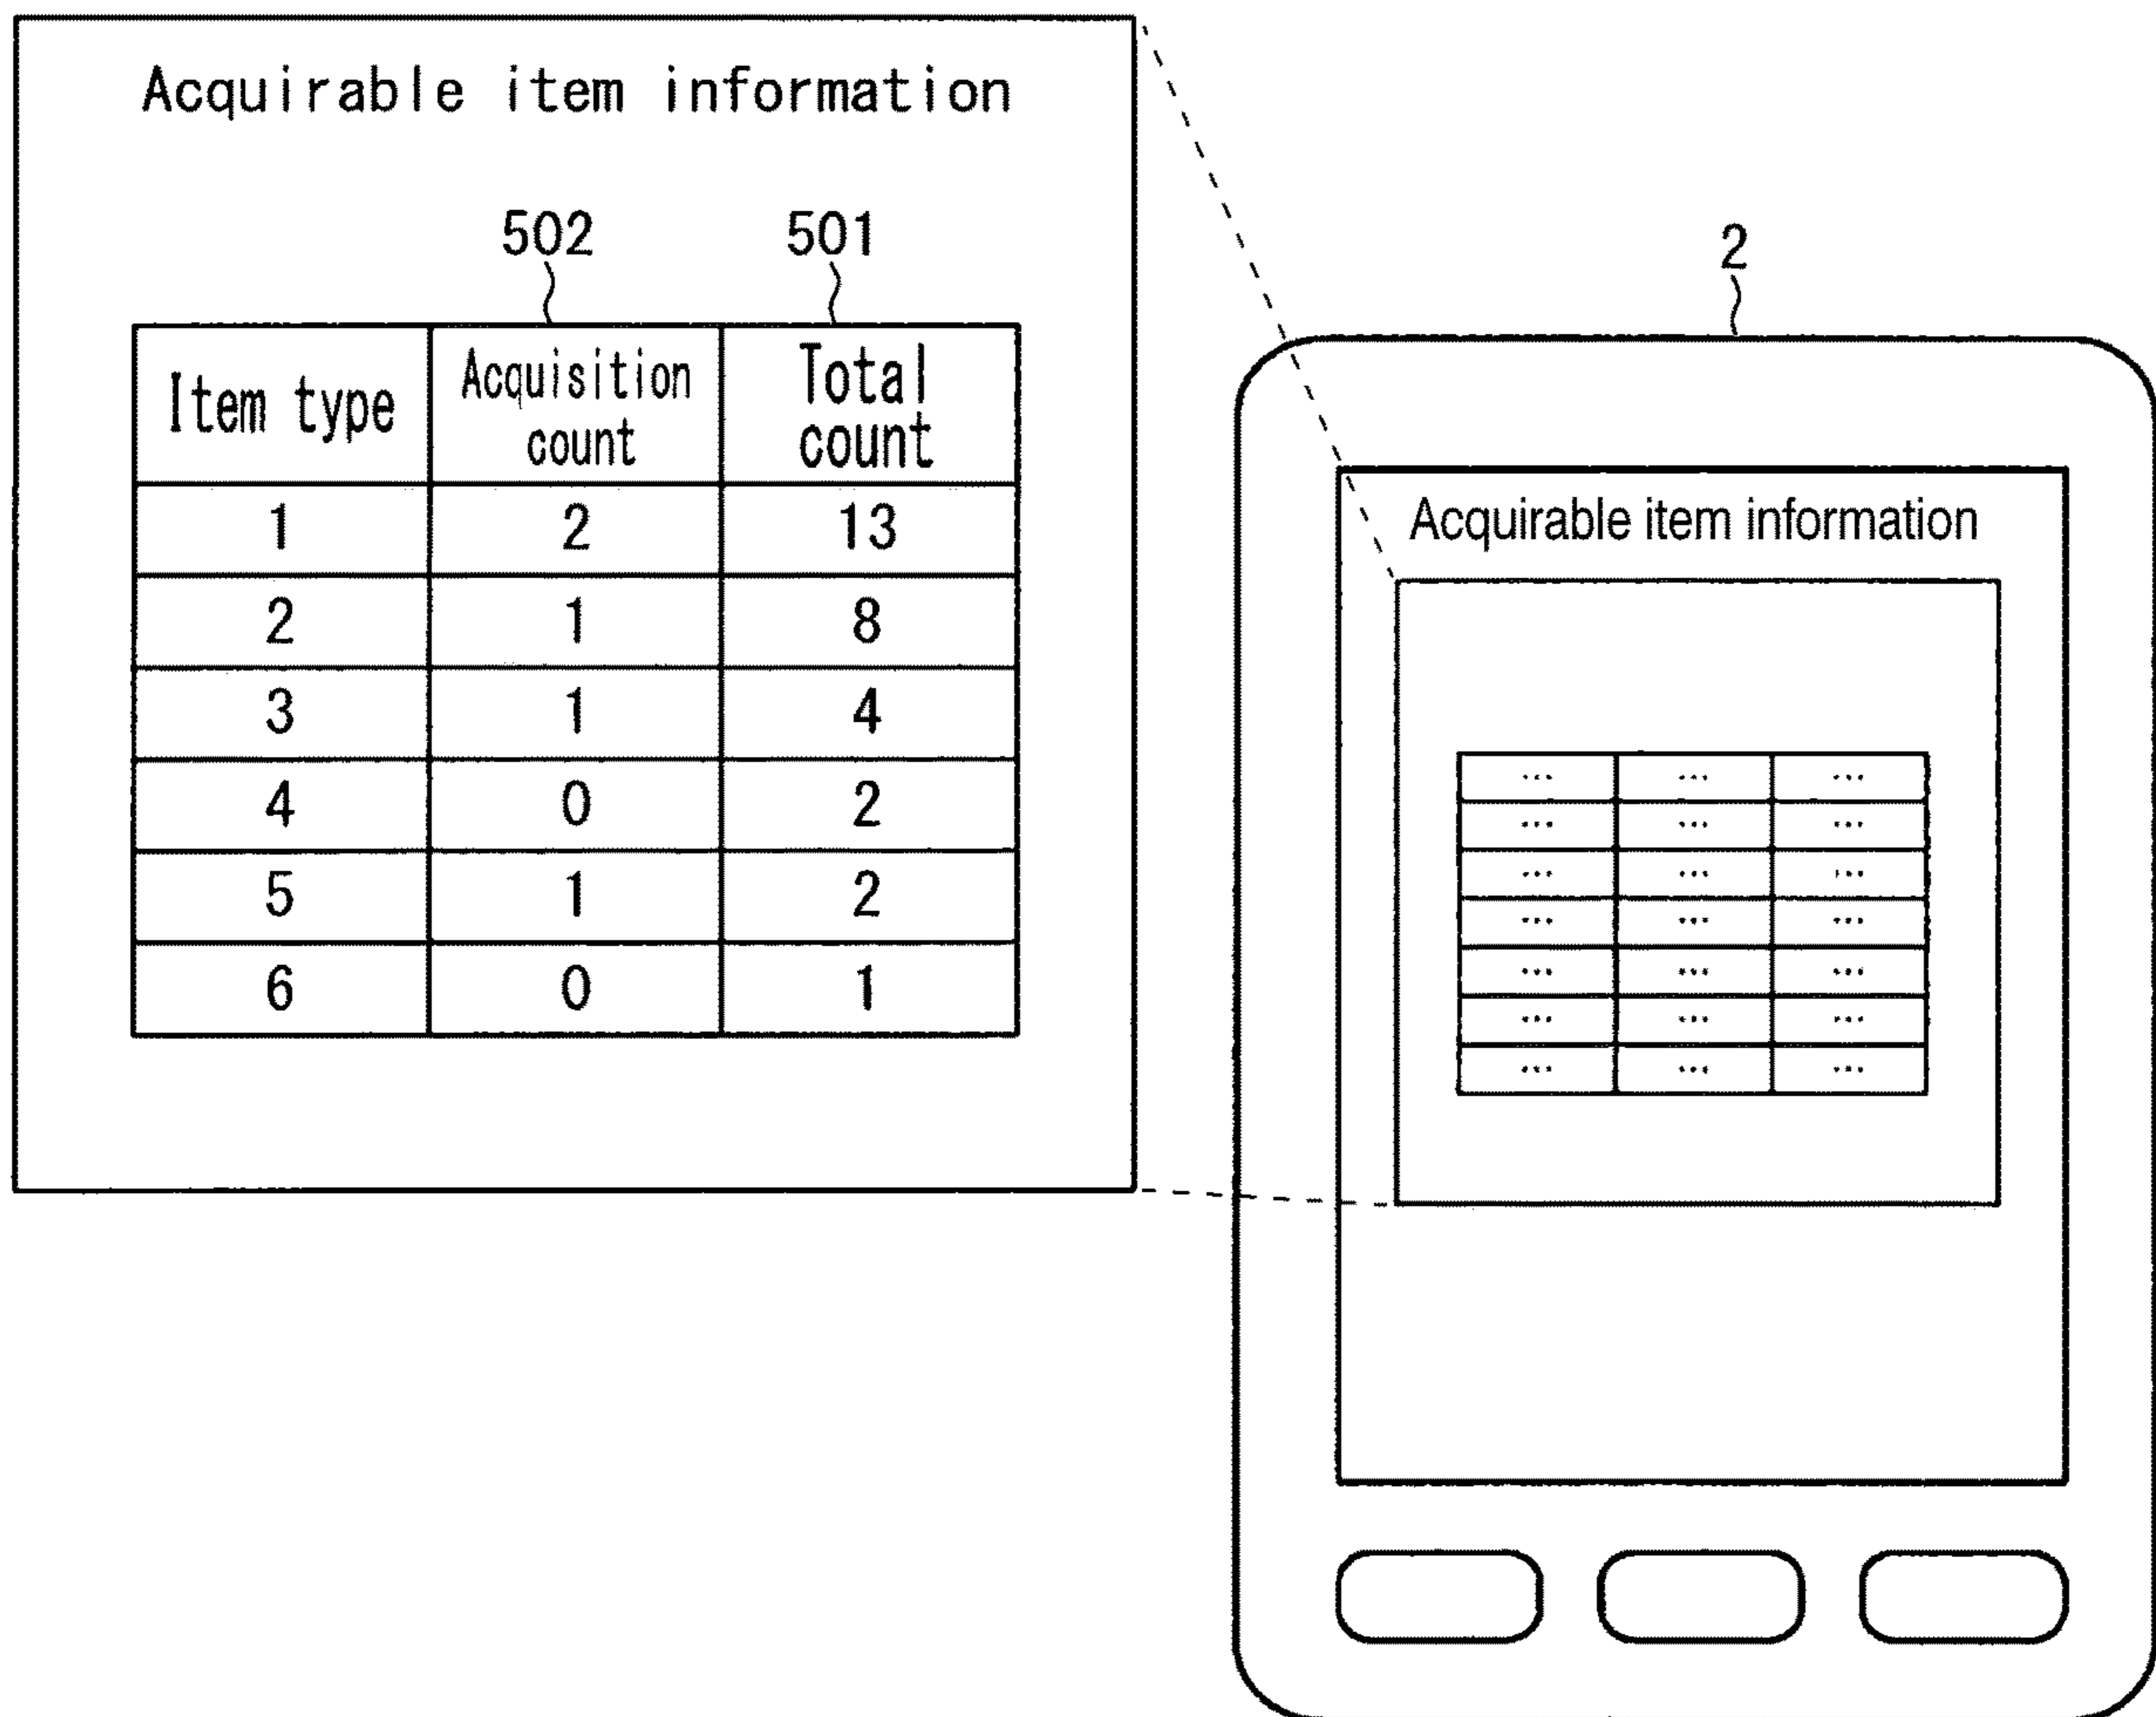 Acquirable item information
502 501
Item type Acquisition count Total count
1 2 13
2 1 8
3 1 4
4 0 2
5 1 2
6 0 1
2
Acquirable item information
... ... ...
... ... ...
... ... ...
... ... ...
... ... ...
... ... ...
... ... ...